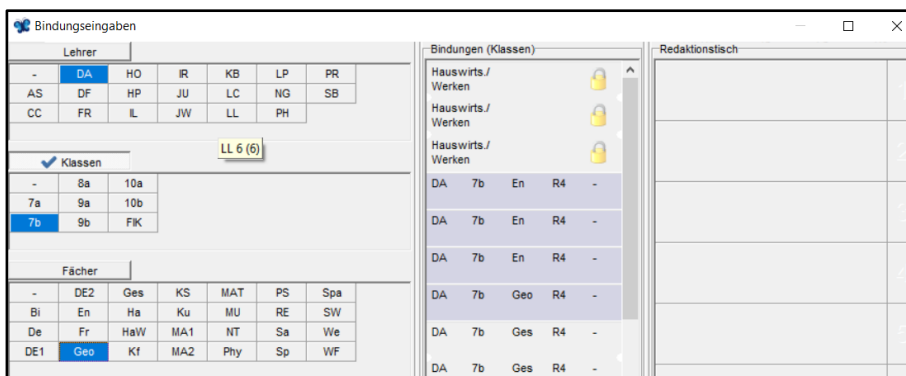 Bindungseingaben
Lehrer
- DA HO IR KB LP PR
AS DF HP JU LC NG SB
CC FR IL JW LL PH
LL 6 (6)
Klassen
- 8a 10a
7a 9a 10b
7b 9b FIK
Fächer
- DE2 Ges KS MAT PS Spa
Bi En Ha Ku MU RE SW
De Fr HaW MA1 NT Sa We
DE1 Geo Kf MA2 Phy Sp WF
Bindungen (Klassen)
Hauswirts./
Werken
Hauswirts./
Werken
Hauswirts./
Werken
DA 7b En R4 -
DA 7b En R4 -
DA 7b En R4 -
DA 7b Geo R4 -
DA 7b Ges R4 -
DA 7b Ges R4 -
Redaktionstisch